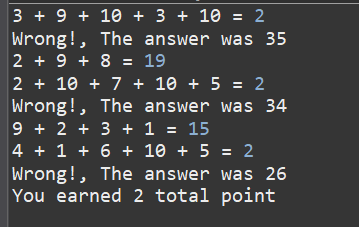 3 + 9 + 10 + 3 + 10 = 2
Wrong!, The answer was 35
2 + 9 + 8 = 19
2 + 10 + 7 + 10 + 5 = 2
Wrong!, The answer was 34
9 + 2 + 3 + 1 = 15
4 + 1 + 6 + 10 + 5 = 2
Wrong!, The answer was 26
You earned 2 total point